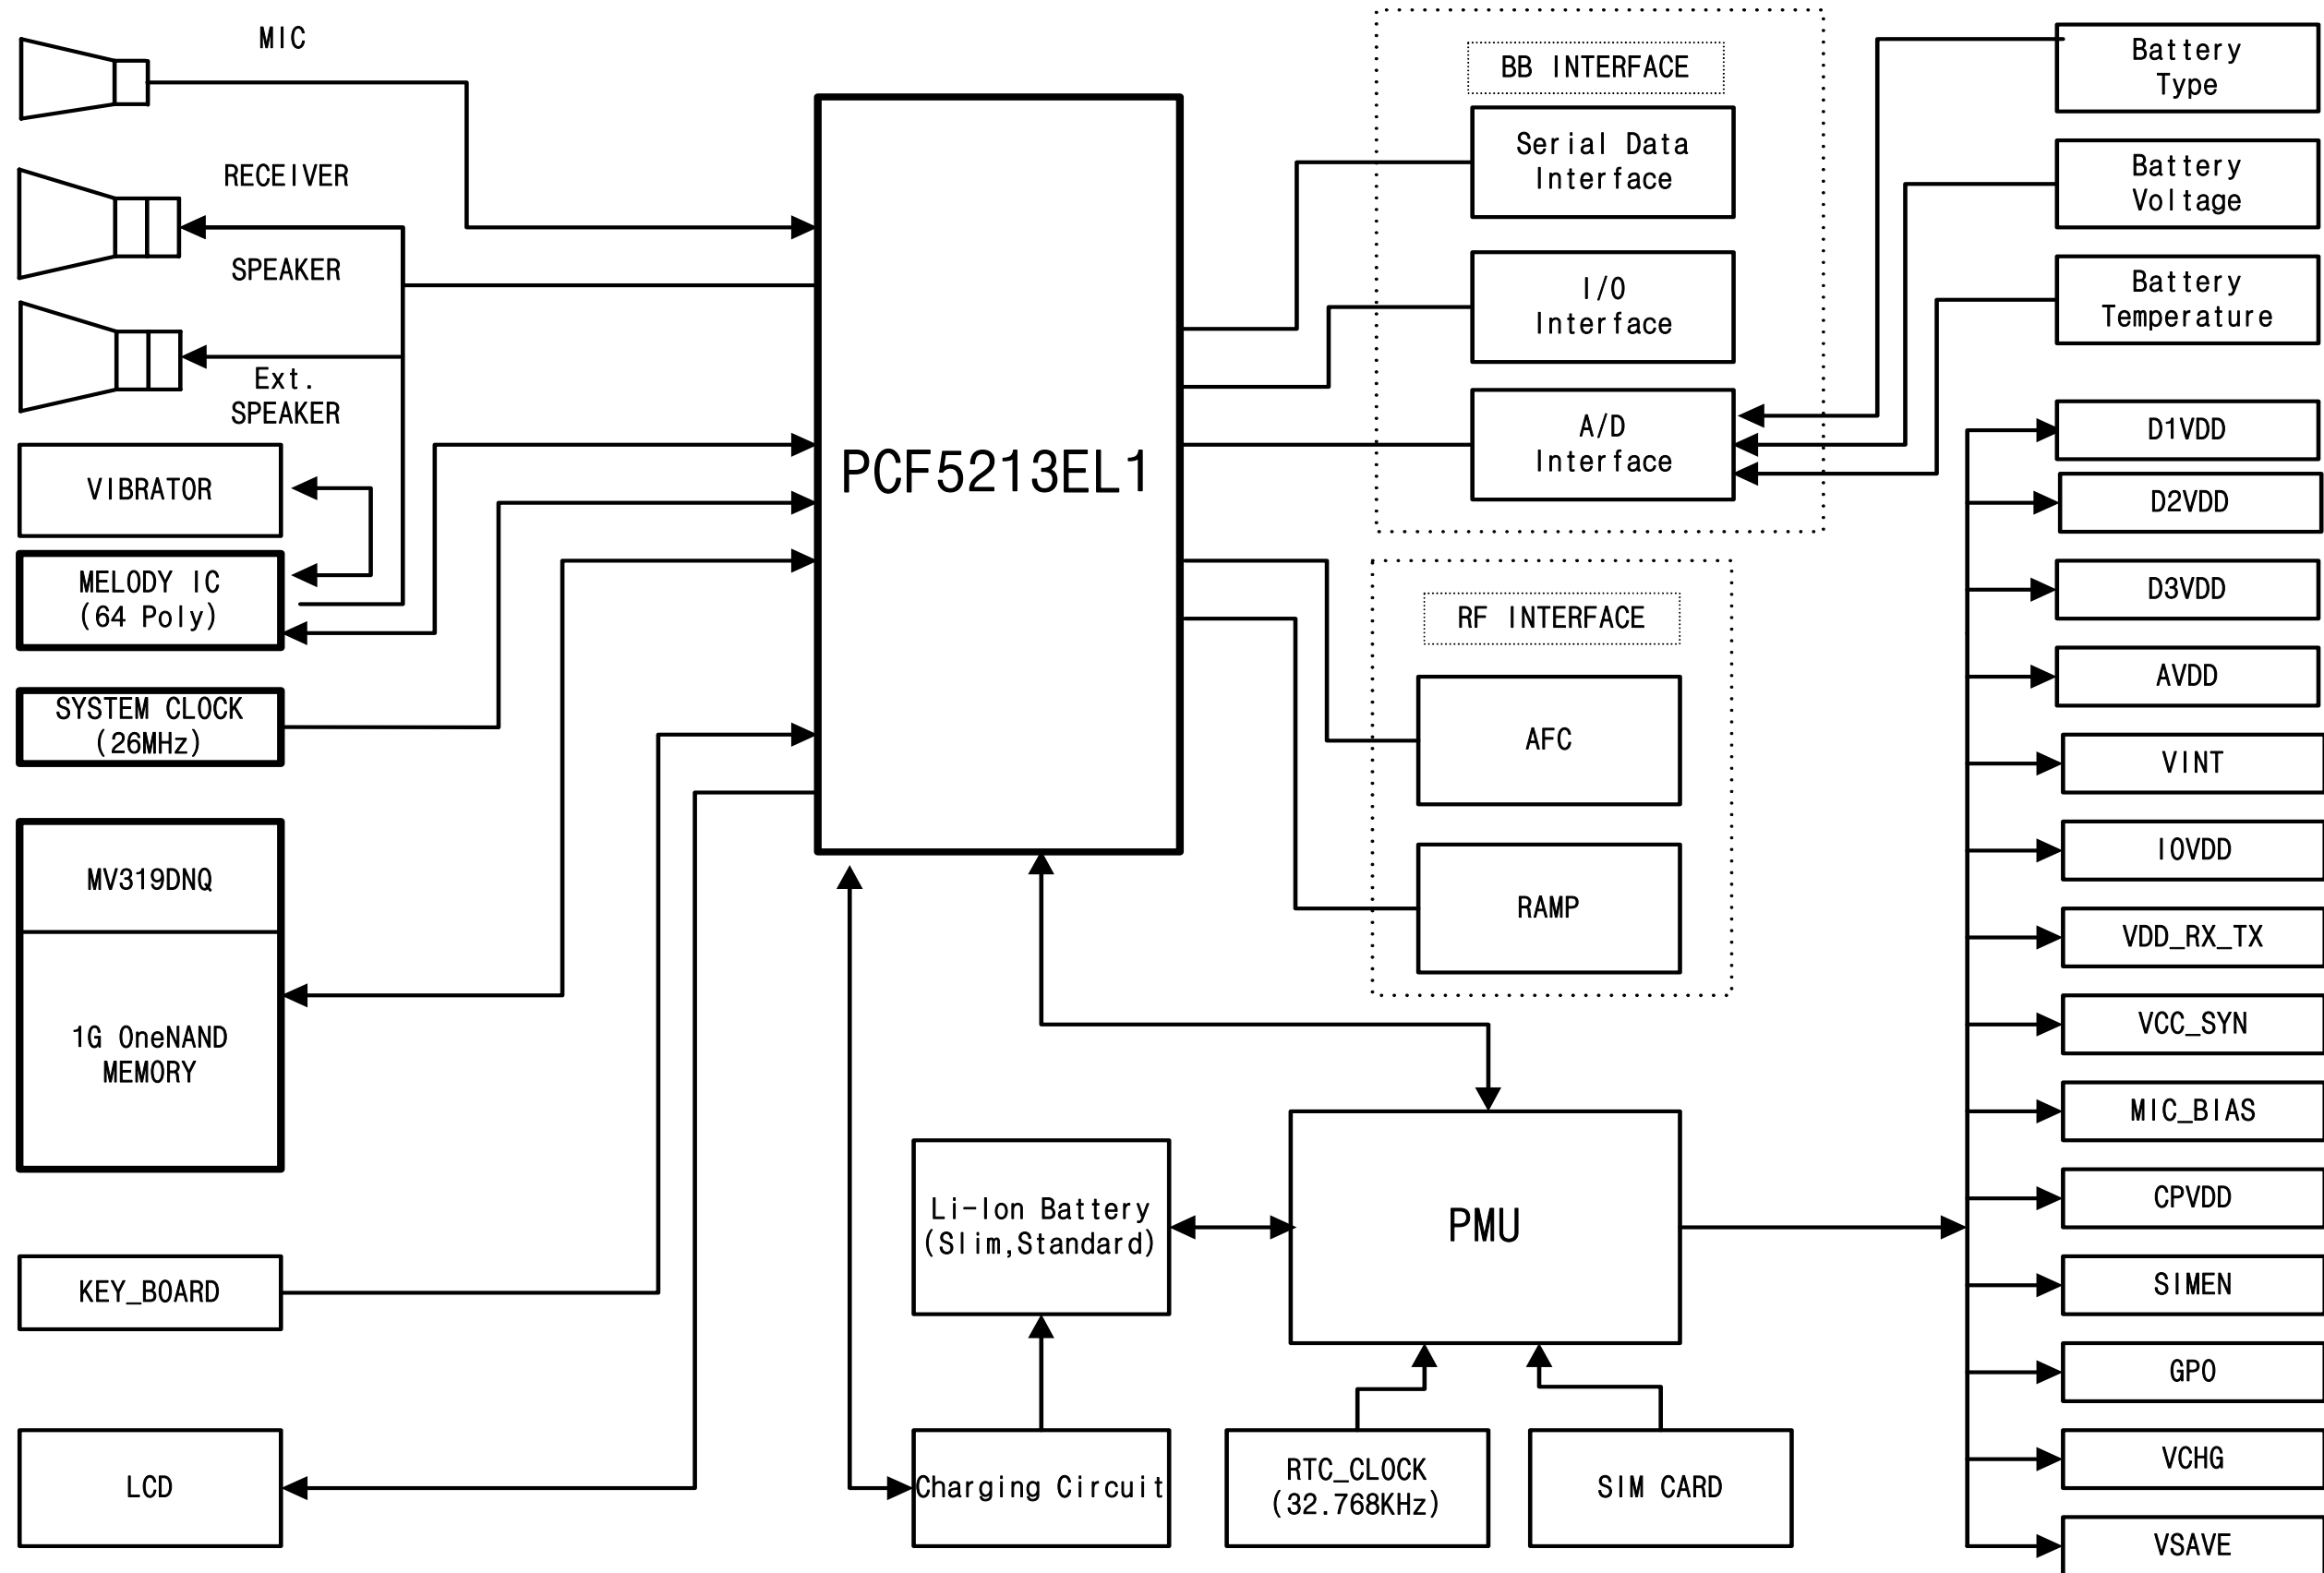 MIC
RECEIVER
SPEAKER
Ext.
SPEAKER
VIBRATOR
MELODY IC
(64 Poly)
SYSTEM CLOCK
(26MHz)
MV319DNQ
1G OneNAND
MEMORY
KEY_BOARD
LCD
PCF5213EL1
BB INTERFACE
Serial Data
Interface
I/O
Interface
A/D
Interface
RF INTERFACE
AFC
RAMP
Li-Ion Battery
(Slim,Standard)
PMU
Charging Circuit
RTC_CLOCK
(32.768KHz)
SIM CARD
Battery
Type
Battery
Voltage
Battery
Temperature
D1VDD
D2VDD
D3VDD
AVDD
VINT
IOVDD
VDD_RX_TX
VCC_SYN
MIC_BIAS
CPVDD
SIMEN
GPO
VCHG
VSAVE